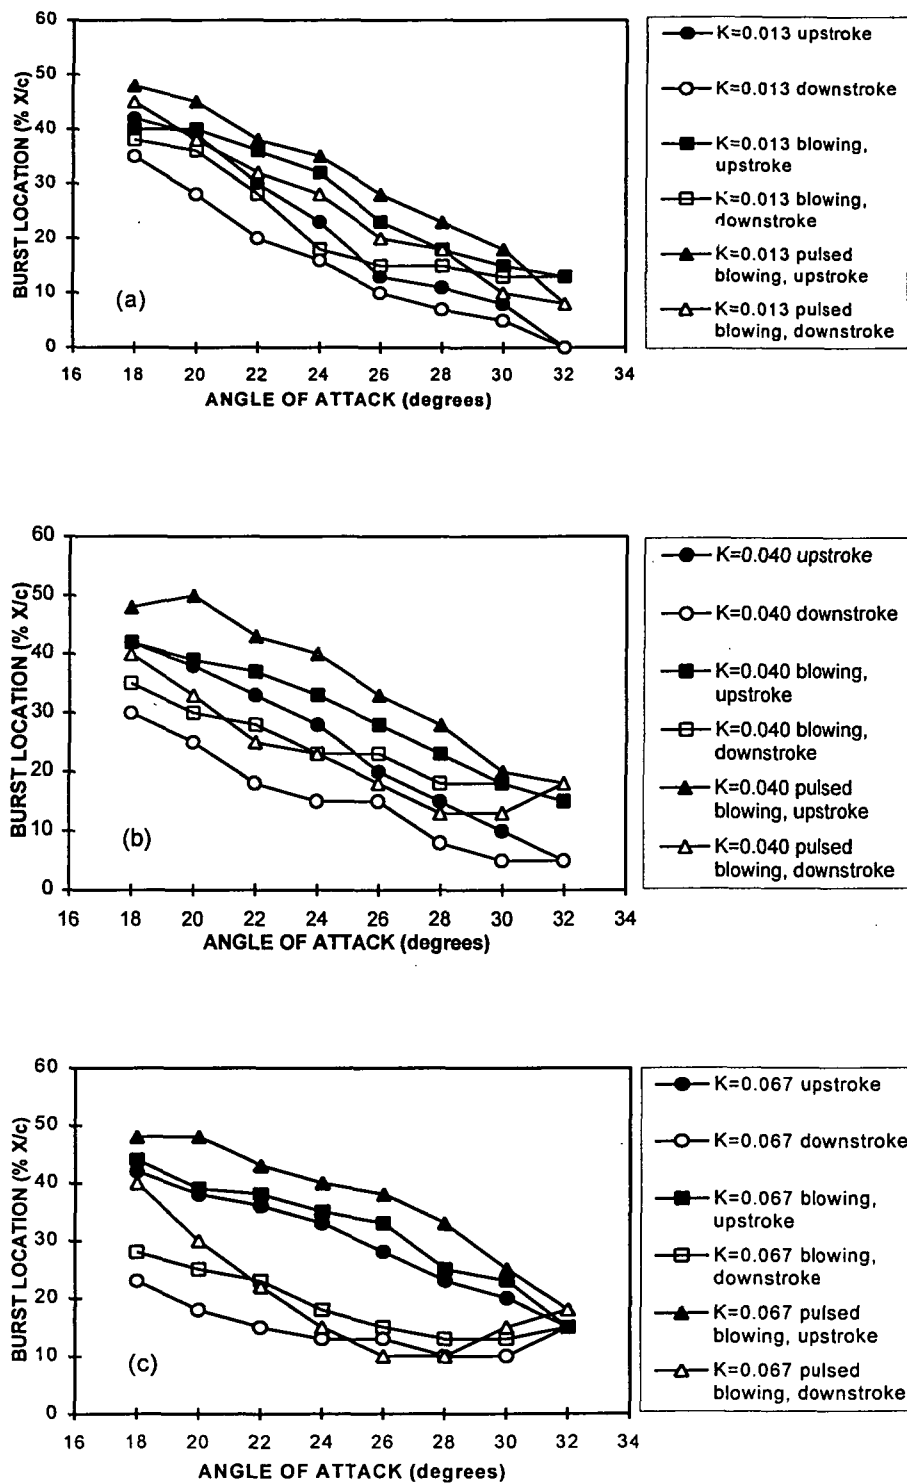 60
50
40
30
20
10
0
BURST LOCATION (% X/c)
(a)
16 18 20 22 24 26 28 30 32 34
ANGLE OF ATTACK (degrees)
K=0.013 upstroke
K=0.013 downstroke
K=0.013 blowing,
upstroke
K=0.013 blowing,
downstroke
K=0.013 pulsed
blowing, upstroke
K=0.013 pulsed
blowing, downstroke
60
50
40
30
20
10
0
BURST LOCATION (% X/c)
(b)
16 18 20 22 24 26 28 30 32 34
ANGLE OF ATTACK (degrees)
K=0.040 upstroke
K=0.040 downstroke
K=0.040 blowing,
upstroke
K=0.040 blowing,
downstroke
K=0.040 pulsed
blowing, upstroke
K=0.040 pulsed
blowing, downstroke
60
50
40
30
20
10
0
BURST LOCATION (% X/c)
(c)
16 18 20 22 24 26 28 30 32 34
ANGLE OF ATTACK (degrees)
K=0.067 upstroke
K=0.067 downstroke
K=0.067 blowing,
upstroke
K=0.067 blowing,
downstroke
K=0.067 pulsed
blowing, upstroke
K=0.067 pulsed
blowing, downstroke